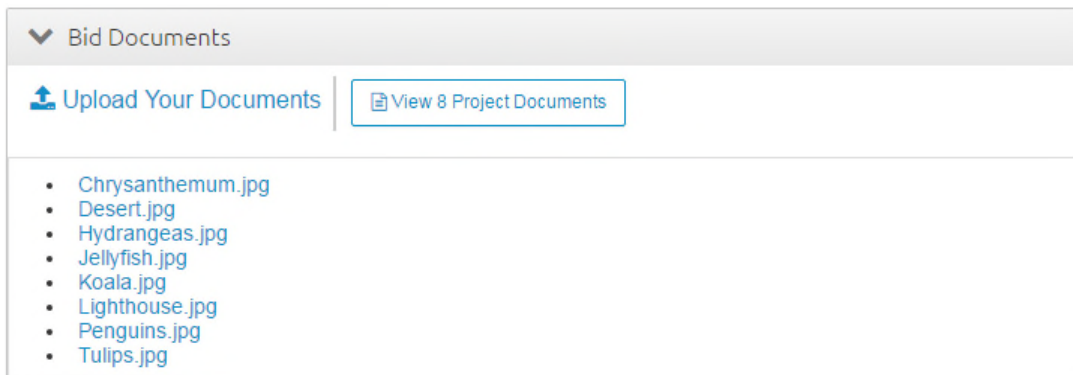 Bid Documents
Upload Your Documents
View 8 Project Documents
Chrysanthemum.jpg
Desert.jpg
Hydrangeas.jpg
Jellyfish.jpg
Koala.jpg
Lighthouse.jpg
Penguins.jpg
Tulips.jpg